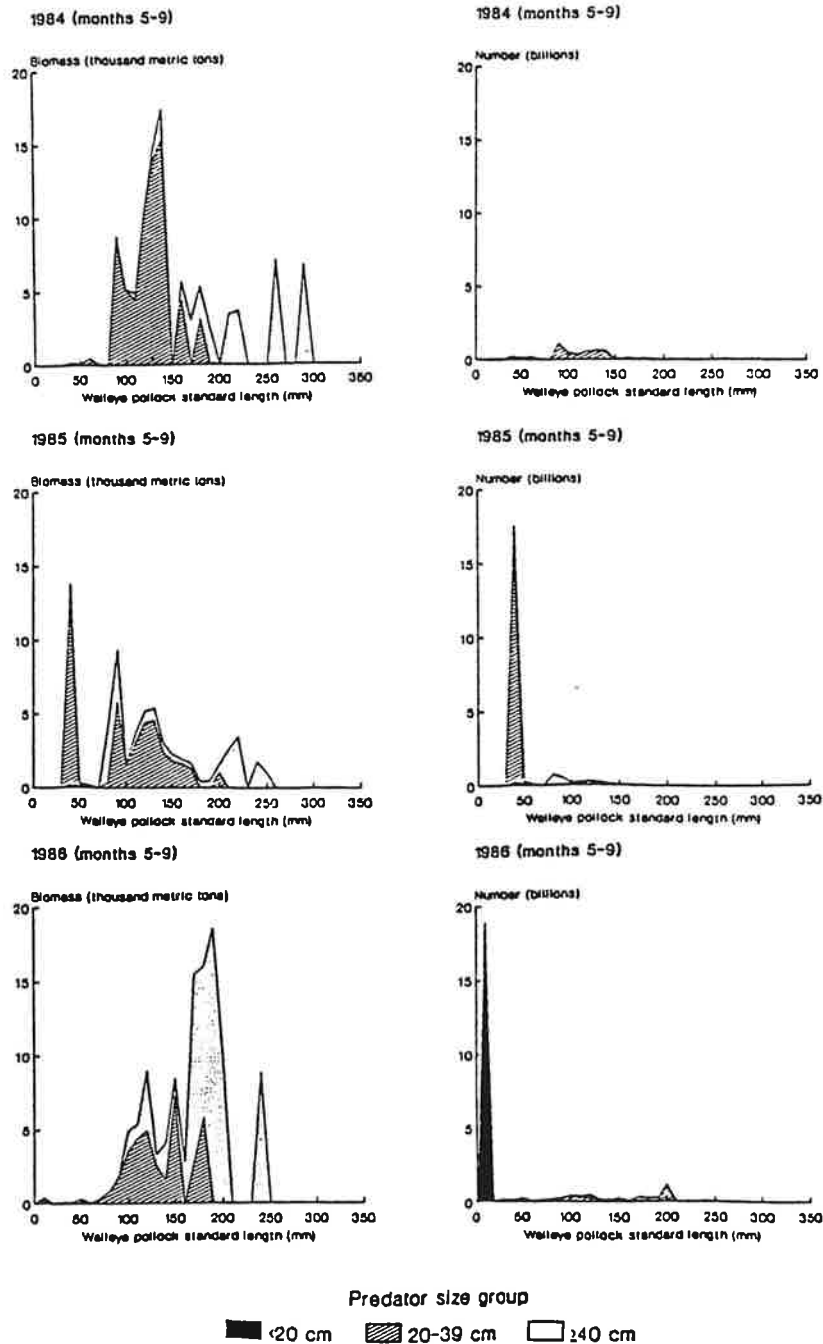 1984 (months 5-9)
Biomass (thousand metric tons)
20
15
10
5
0
0 50 100 150 200 250 300 350
Walleye pollock standard length (mm)
1984 (months 5-9)
Number (billions)
20
15
10
5
0
0 50 100 150 200 250 300 350
Walleye pollock standard length (mm)
1985 (months 5-9)
Biomass (thousand metric tons)
20
15
10
5
0
0 50 100 150 200 250 300 350
Walleye pollock standard length (mm)
1985 (months 5-9)
Number (billions)
20
15
10
5
0
0 50 100 150 200 250 300 350
Walleye pollock standard length (mm)
1986 (months 5-9)
Biomass (thousand metric tons)
20
15
10
5
0
0 50 100 150 200 250 300 350
Walleye pollock standard length (mm)
1986 (months 5-9)
Number (billions)
20
15
10
5
0
0 50 100 150 200 250 300 350
Walleye pollock standard length (mm)
Predator size group
<20 cm 20-39 cm ≥40 cm